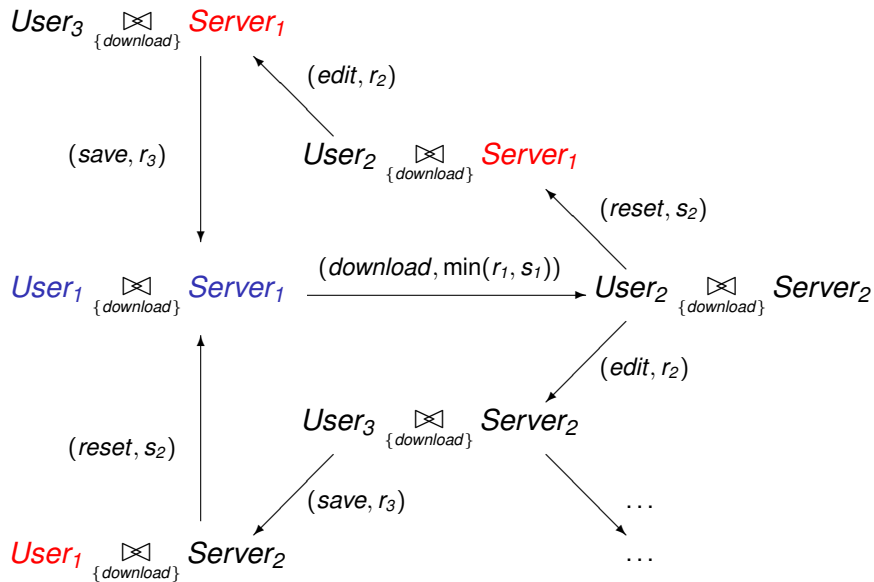 User₃ ⋈ Server₁
{download}
(edit, r₂)
(save, r₃)
User₂ ⋈ Server₁
{download}
(reset, s₂)
(download, min(r₁, s₁))
User₁ ⋈ Server₁
{download}
User₂ ⋈ Server₂
{download}
(edit, r₂)
User₃ ⋈ Server₂
{download}
(reset, s₂)
(save, r₃)
...
User₁ ⋈ Server₂
{download}
...